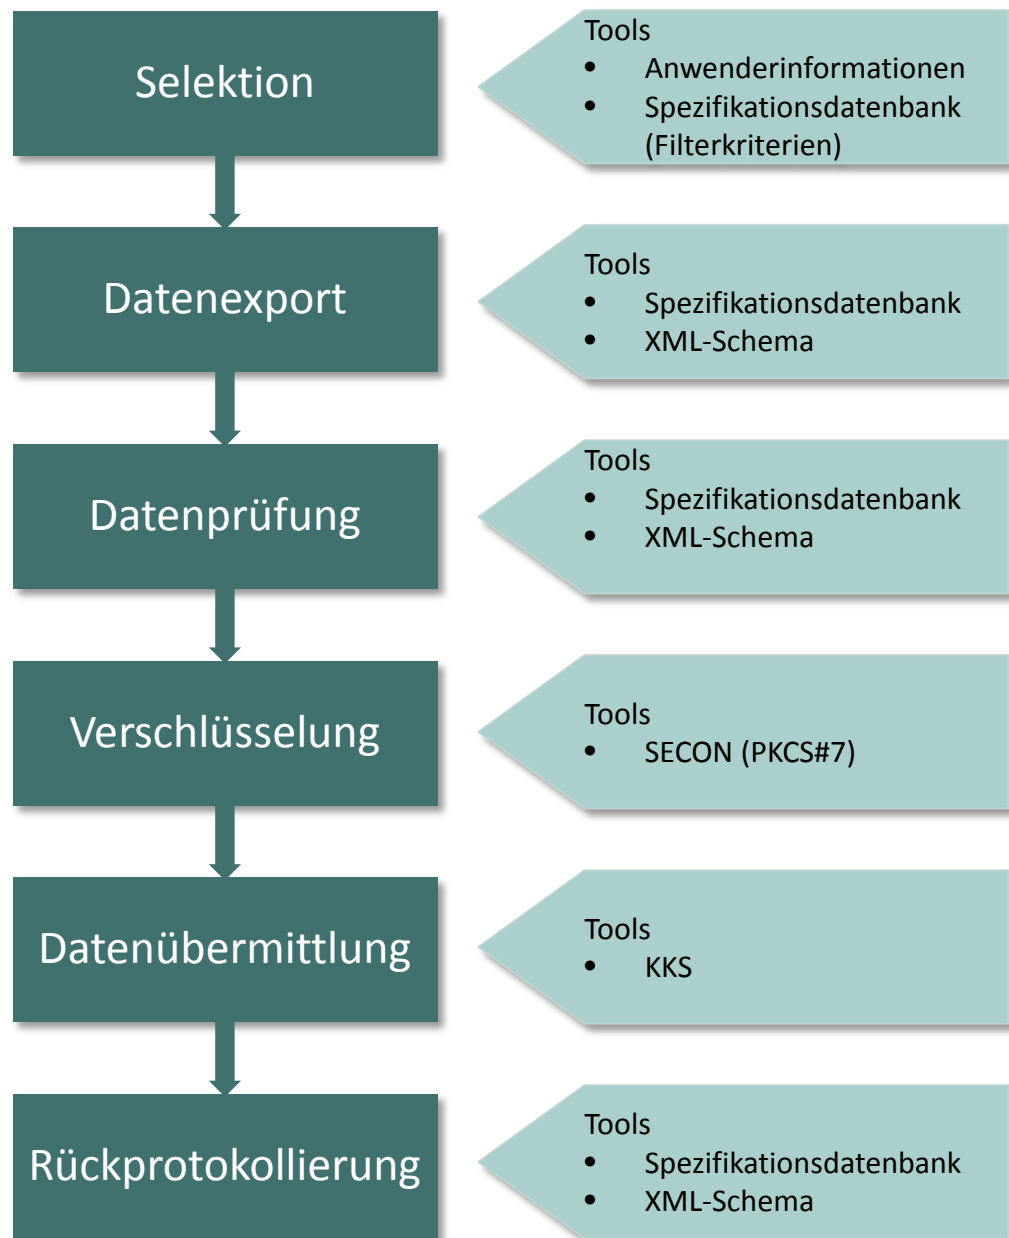 Selektion
Tools
• Anwenderinformationen
• Spezifikationsdatenbank
(Filterkriterien)
Datenexport
Tools
• Spezifikationsdatenbank
• XML-Schema
Datenprüfung
Tools
• Spezifikationsdatenbank
• XML-Schema
Verschlüsselung
Tools
• SECON (PKCS#7)
Datenübermittlung
Tools
• KKS
Rückprotokollierung
Tools
• Spezifikationsdatenbank
• XML-Schema